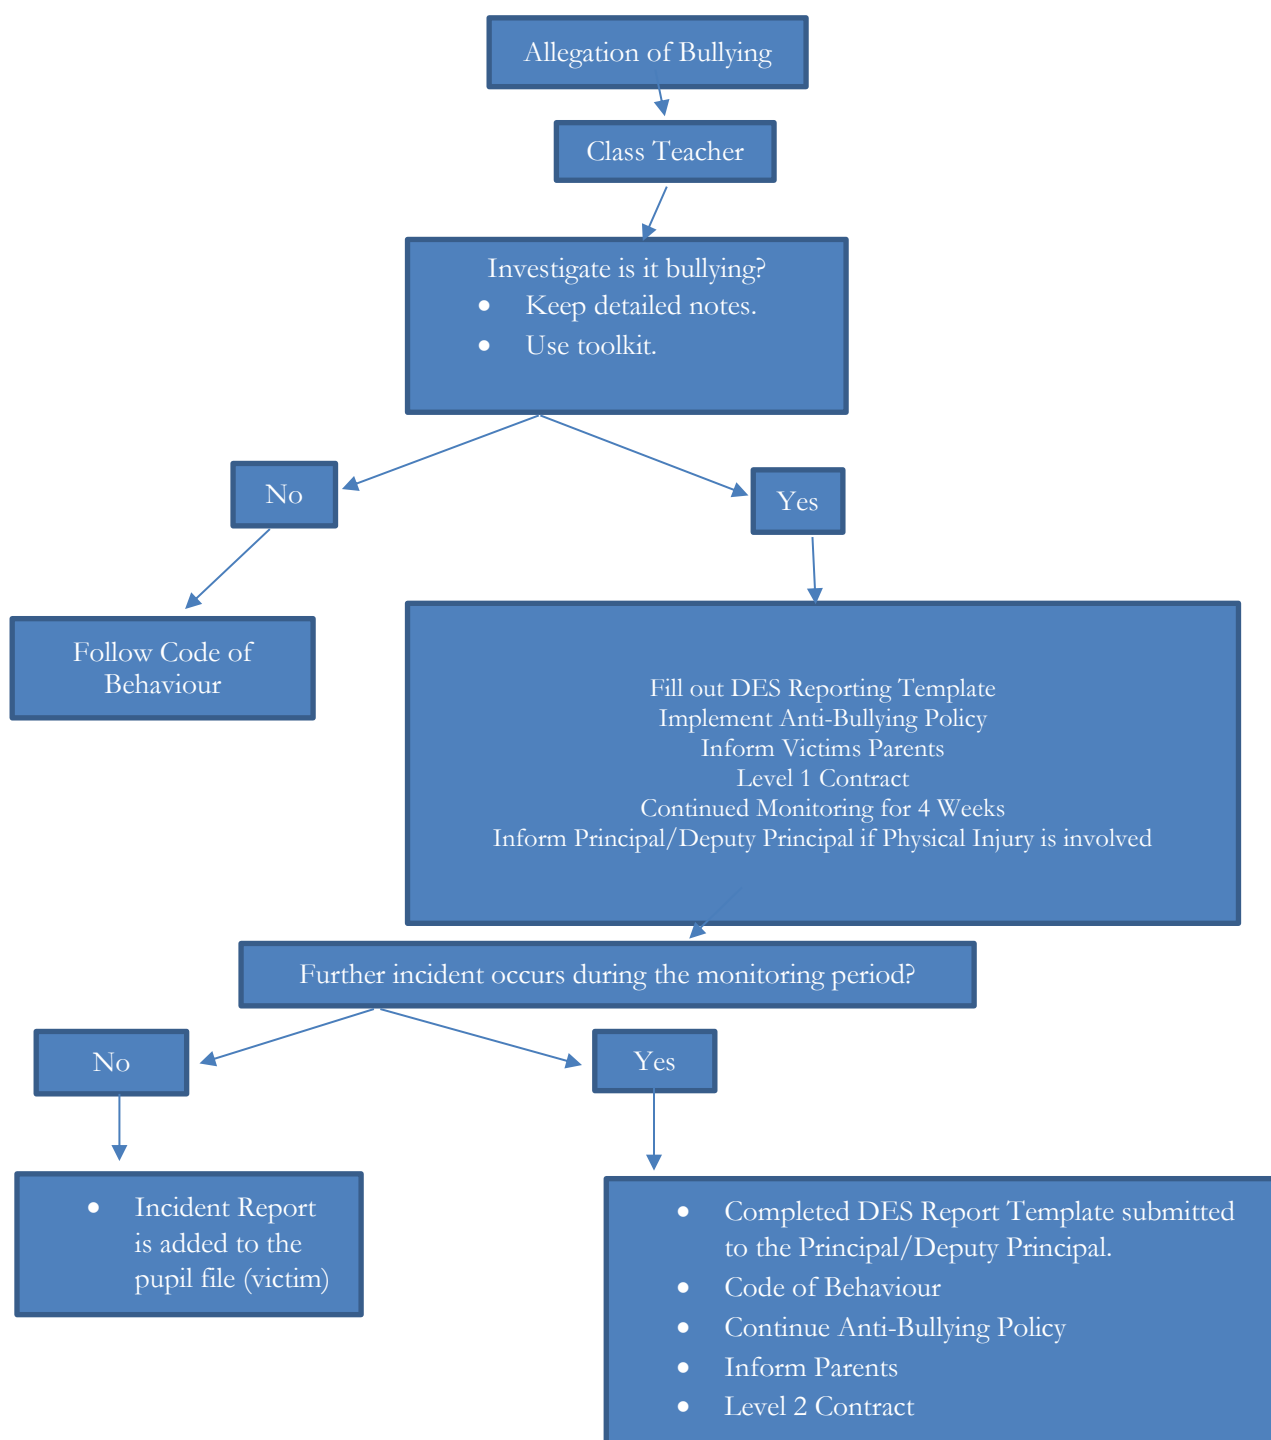 Allegation of Bullying
Class Teacher
Investigate is it bullying?
• Keep detailed notes.
• Use toolkit.
No
Yes
Follow Code of
Behaviour
Fill out DES Reporting Template
Implement Anti-Bullying Policy
Inform Victims Parents
Level 1 Contract
Continued Monitoring for 4 Weeks
Inform Principal/Deputy Principal if Physical Injury is involved
Further incident occurs during the monitoring period?
No
Yes
• Incident Report
is added to the
pupil file (victim)
• Completed DES Report Template submitted
to the Principal/Deputy Principal.
• Code of Behaviour
• Continue Anti-Bullying Policy
• Inform Parents
• Level 2 Contract